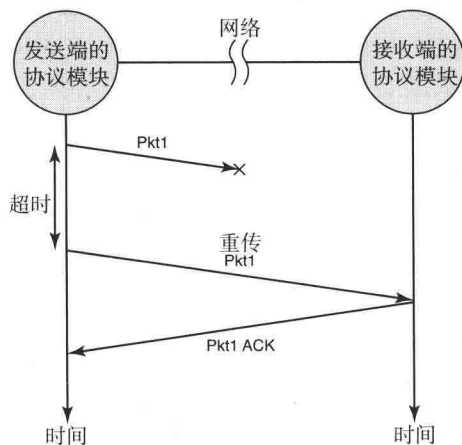 网络
发送端的
协议模块
接收端的
协议模块
Pkt1
超时
重传
Pkt1
Pkt1 ACK
时间
时间